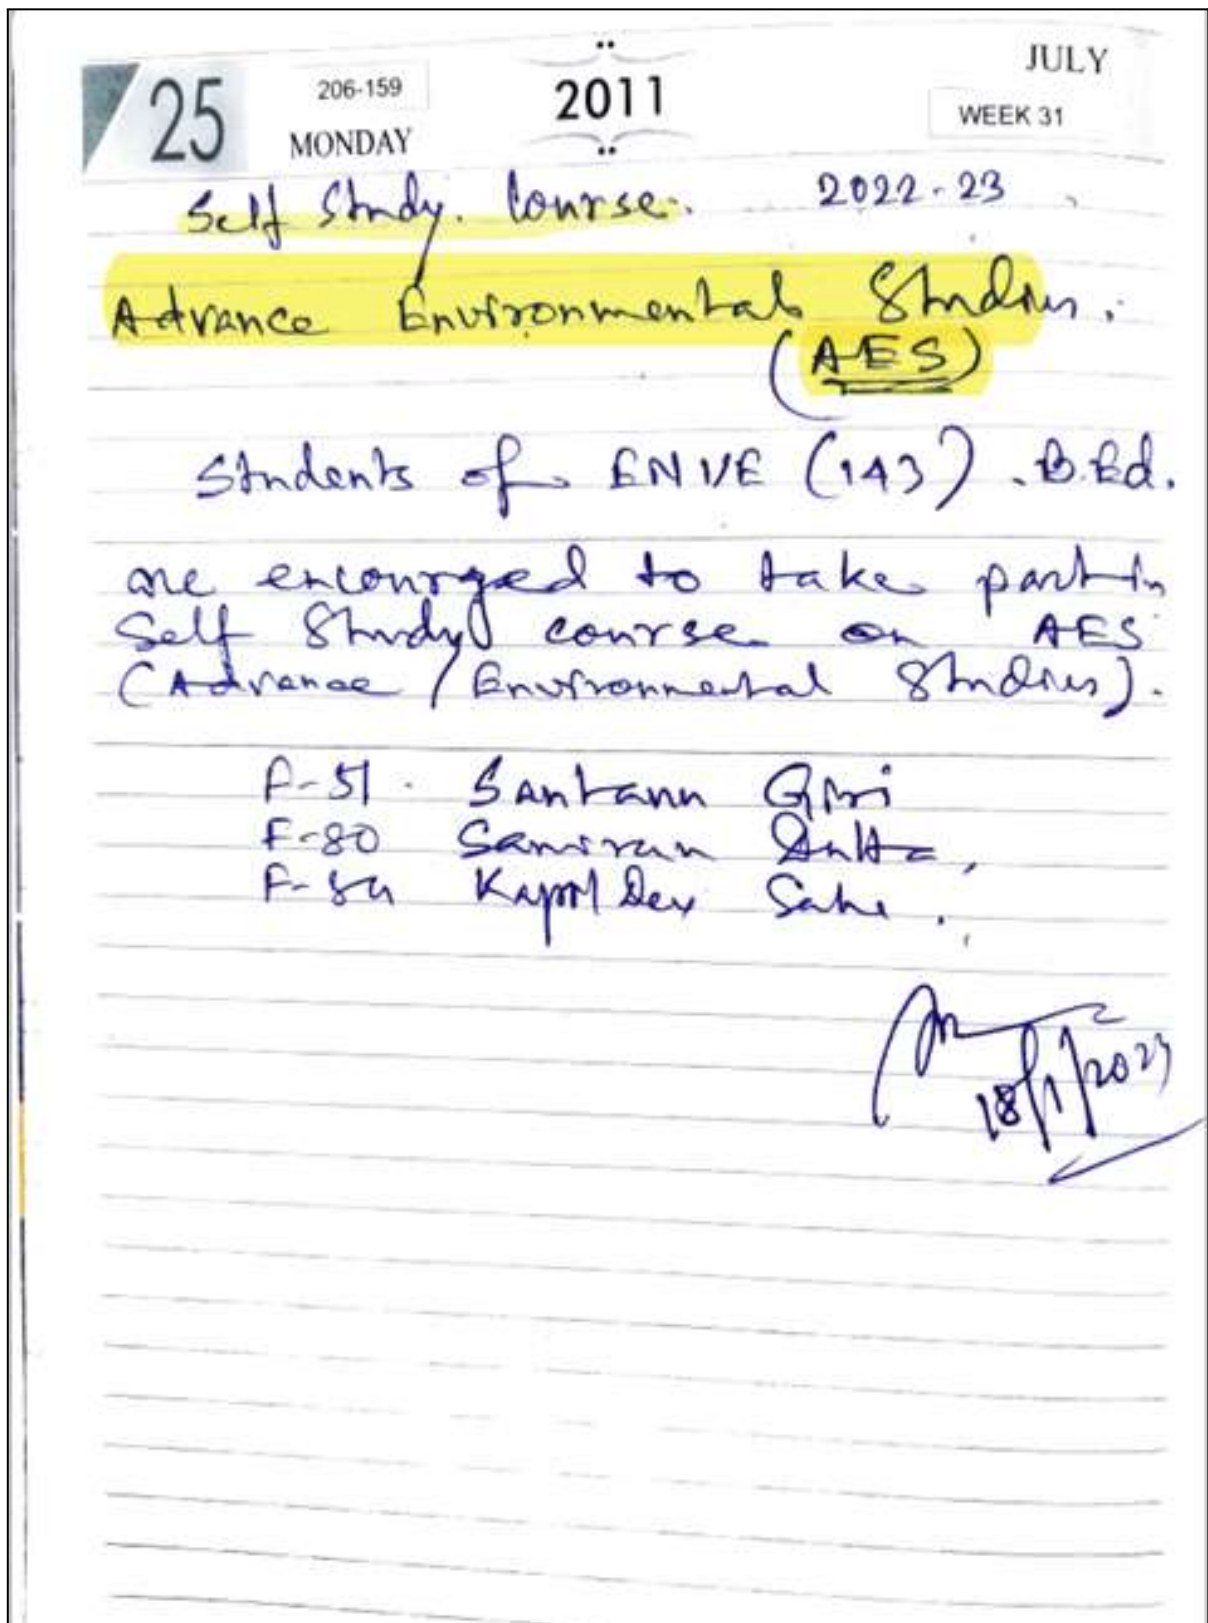 25 206-159 MONDAY 2011 JULY WEEK 31
Self Study. Course. 2022-23
Advance Environmental Studies.
(AES)
Students of ENVE (143). B.Ed.
are encourged to take part in
Self Study course on AES
(Advance Environmental Studies).
F-51. Santanu Giri
F-80 Samiran Dutta,
F- Kapil Dev
18/1/2023